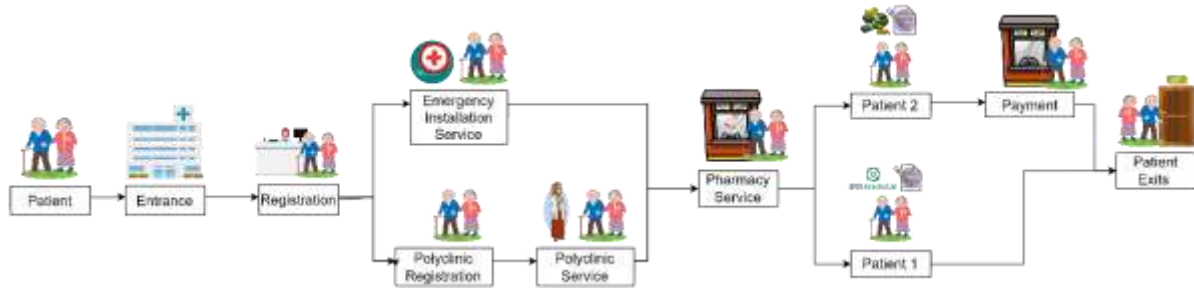 Patient
Entrance
Registration
Emergency
Installation
Service
Polyclinic
Registration
Polyclinic
Service
Pharmacy
Service
Patient 2
Payment
Patient 1
Patient
Exits